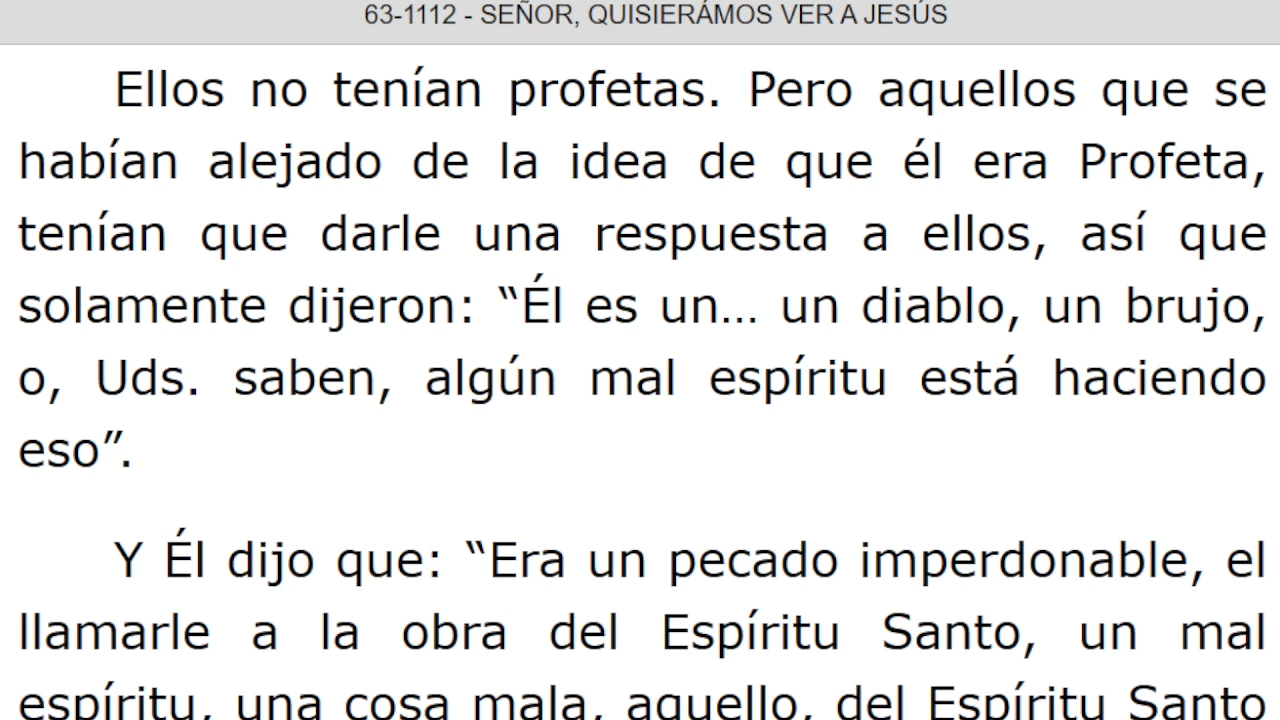 63-1112 - SEÑOR, QUISIERÁMOS VER A JESÚS
Ellos no tenían profetas. Pero aquellos que se
habían alejado de la idea de que él era Profeta,
tenían que darle una respuesta a ellos, así que
solamente dijeron: “Él es un… un diablo, un brujo,
o, Uds. saben, algún mal espíritu está haciendo
eso”.
Y Él dijo que: “Era un pecado imperdonable, el
llamarle a la obra del Espíritu Santo, un mal
espíritu, una cosa mala, aquello, del Espíritu Santo